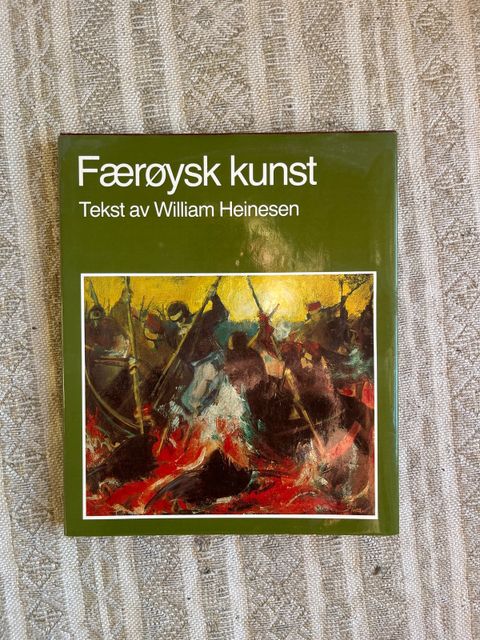 Færøysk kunst
Tekst av William Heinesen